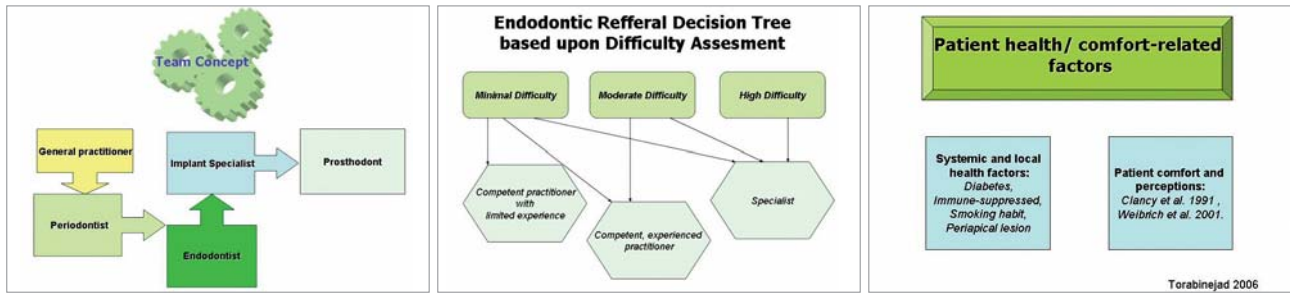 Team Concept
General practitioner
Implant Specialist
Prosthodont
Periodontist
Endodontist
Endodontic Refferal Decision Tree
based upon Difficulty Assesment
Minimal Difficulty
Moderate Difficulty
High Difficulty
Competent practitioner
with
limited experience
Competent, experienced
practitioner
Specialist
Patient health/ comfort-related
factors
Systemic and local
health factors:
Diabetes,
Immune-suppressed,
Smoking habit,
Periapical lesion
Patient comfort and
perceptions:
Clancy et al. 1991 ,
Weibrich et al. 2001.
Torabinejad 2006